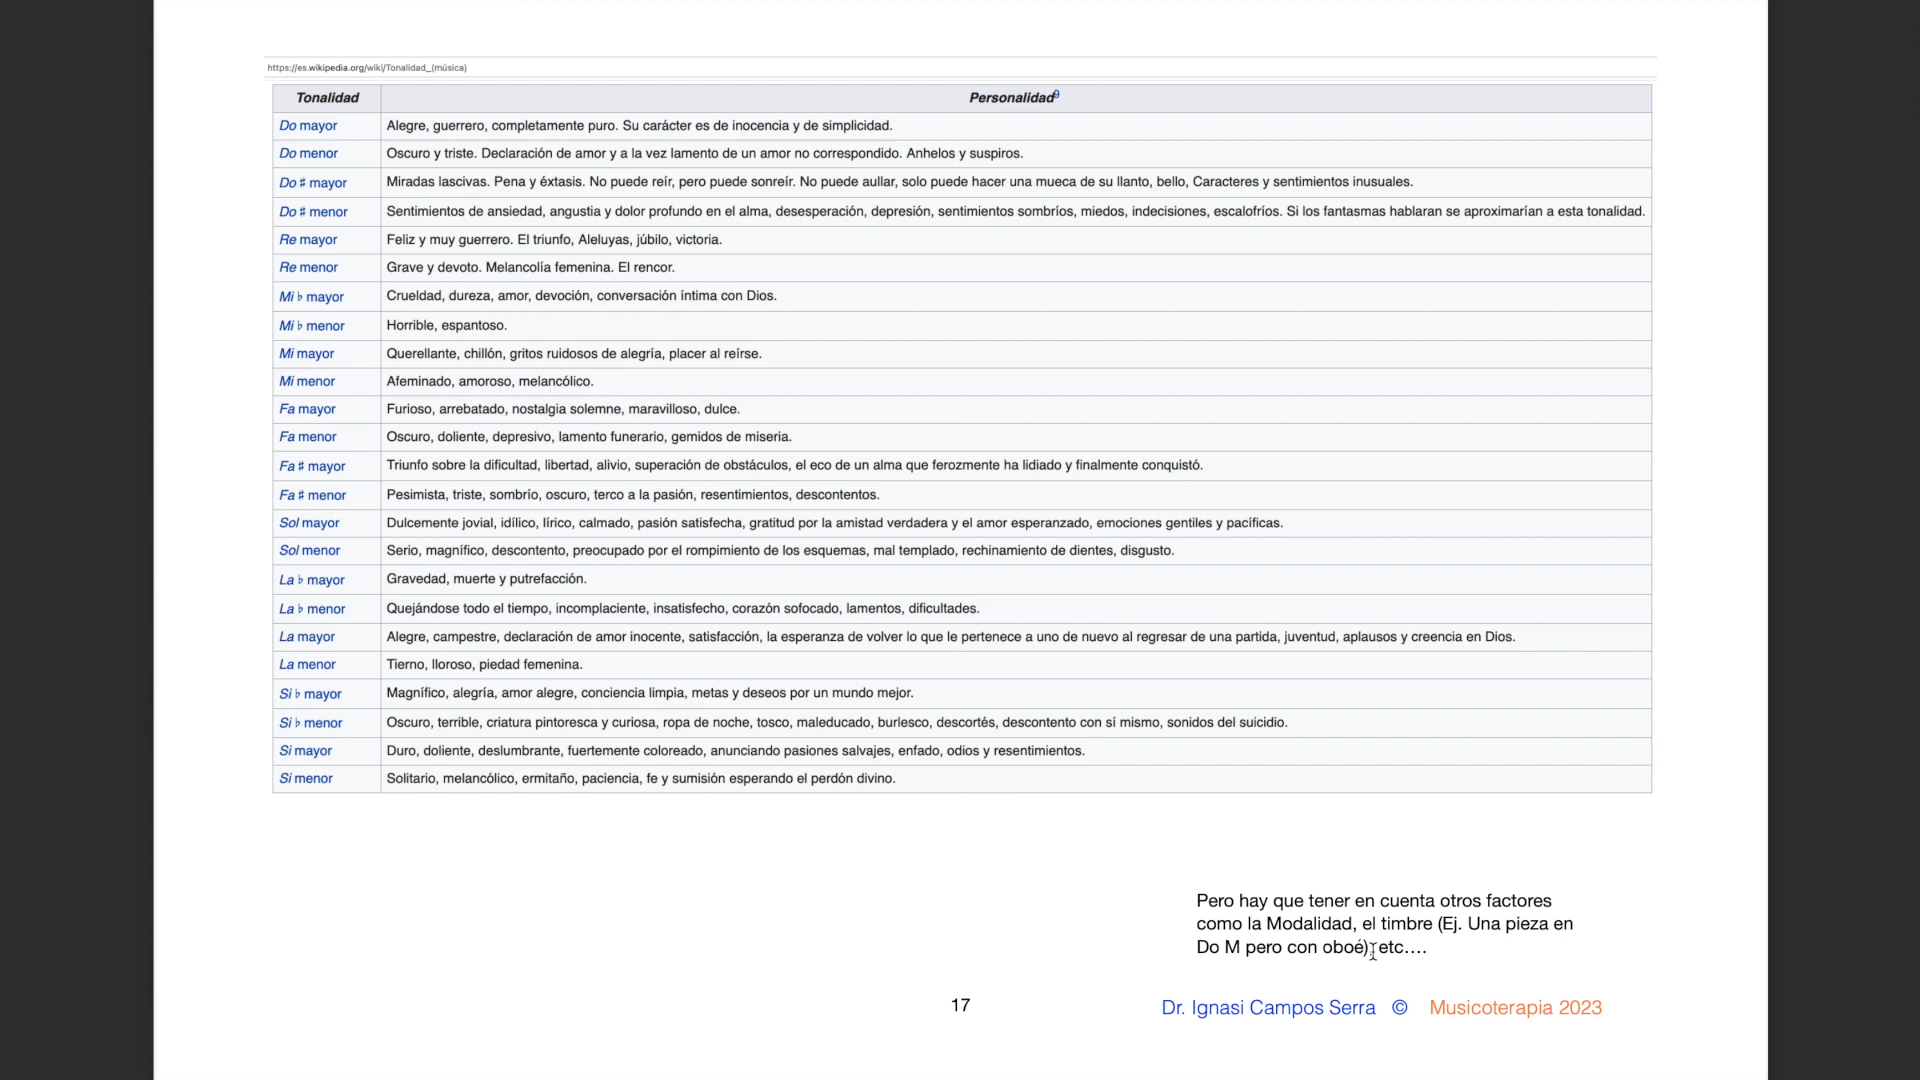 https://es.wikipedia.org/wiki/Tonalidad_(música)
Tonalidad Personalidad9
Do mayor Alegre, guerrero, completamente puro. Su carácter es de inocencia y de simplicidad.
Do menor Oscuro y triste. Declaración de amor y a la vez lamento de un amor no correspondido. Anhelos y suspiros.
Do ♯ mayor Miradas lascivas. Pena y éxtasis. No puede reír, pero puede sonreír. No puede aullar, solo puede hacer una mueca de su llanto, bello, Caracteres y sentimientos inusuales.
Do ♯ menor Sentimientos de ansiedad, angustia y dolor profundo en el alma, desesperación, depresión, sentimientos sombríos, miedos, indecisiones, escalofríos. Si los fantasmas hablaran se aproximarían a esta tonalidad.
Re mayor Feliz y muy guerrero. El triunfo, Aleluyas, júbilo, victoria.
Re menor Grave y devoto. Melancolía femenina. El rencor.
Mi ♭ mayor Crueldad, dureza, amor, devoción, conversación íntima con Dios.
Mi ♭ menor Horrible, espantoso.
Mi mayor Querellante, chillón, gritos ruidosos de alegría, placer al reírse.
Mi menor Afeminado, amoroso, melancólico.
Fa mayor Furioso, arrebatado, nostalgia solemne, maravilloso, dulce.
Fa menor Oscuro, doliente, depresivo, lamento funerario, gemidos de miseria.
Fa ♯ mayor Triunfo sobre la dificultad, libertad, alivio, superación de obstáculos, el eco de un alma que ferozmente ha lidiado y finalmente conquistó.
Fa ♯ menor Pesimista, triste, sombrío, oscuro, terco a la pasión, resentimientos, descontentos.
Sol mayor Dulcemente jovial, idílico, lírico, calmado, pasión satisfecha, gratitud por la amistad verdadera y el amor esperanzado, emociones gentiles y pacíficas.
Sol menor Serio, magnífico, descontento, preocupado por el rompimiento de los esquemas, mal templado, rechinamiento de dientes, disgusto.
La ♭ mayor Gravedad, muerte y putrefacción.
La ♭ menor Quejándose todo el tiempo, incomplaciente, insatisfecho, corazón sofocado, lamentos, dificultades.
La mayor Alegre, campestre, declaración de amor inocente, satisfacción, la esperanza de volver lo que le pertenece a uno de nuevo al regresar de una partida, juventud, aplausos y creencia en Dios.
La menor Tierno, lloroso, piedad femenina.
Si ♭ mayor Magnífico, alegría, amor alegre, conciencia limpia, metas y deseos por un mundo mejor.
Si ♭ menor Oscuro, terrible, criatura pintoresca y curiosa, ropa de noche, tosco, maleducado, burlesco, descortés, descontento con sí mismo, sonidos del suicidio.
Si mayor Duro, doliente, deslumbrante, fuertemente coloreado, anunciando pasiones salvajes, enfado, odios y resentimientos.
Si menor Solitario, melancólico, ermitaño, paciencia, fe y sumisión esperando el perdón divino.
Pero hay que tener en cuenta otros factores
como la Modalidad, el timbre (Ej. Una pieza en
Do M pero con oboé), etc....
17 Dr. Ignasi Campos Serra © Musicoterapia 2023